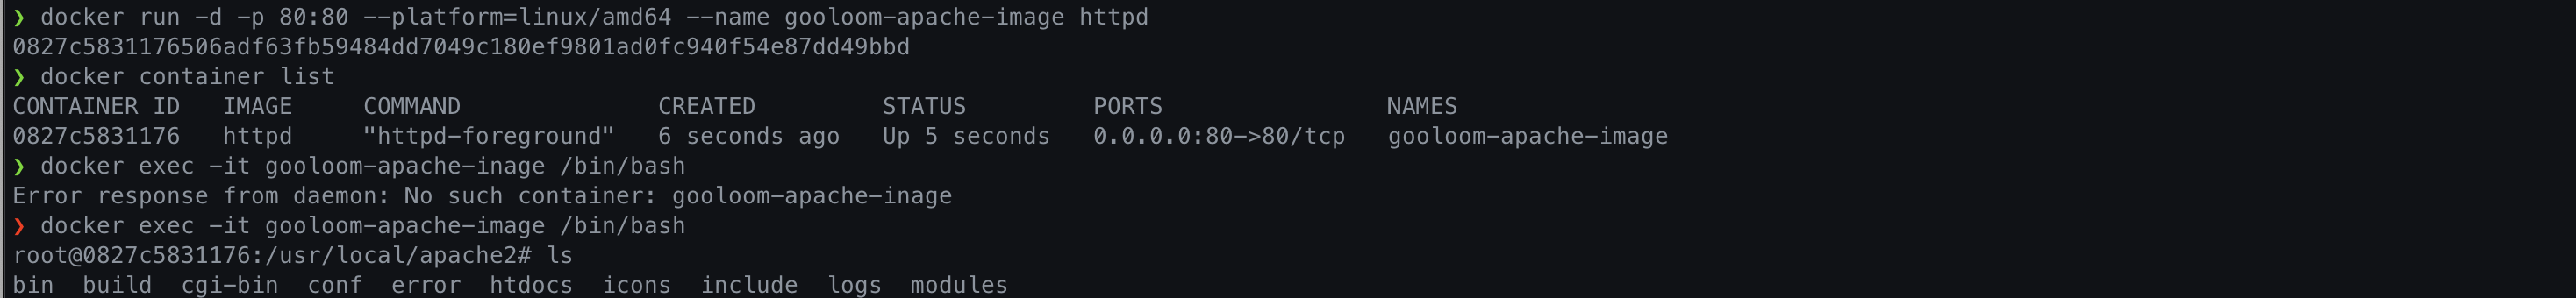 ❯ docker run -d -p 80:80 --platform=linux/amd64 --name gooloom-apache-image httpd
0827c5831176506adf63fb59484dd7049c180ef9801ad0fc940f54e87dd49bbd
❯ docker container list
CONTAINER ID   IMAGE     COMMAND              CREATED         STATUS         PORTS                NAMES
0827c5831176   httpd     "httpd-foreground"   6 seconds ago   Up 5 seconds   0.0.0.0:80->80/tcp   gooloom-apache-image
❯ docker exec -it gooloom-apache-inage /bin/bash
Error response from daemon: No such container: gooloom-apache-inage
❯ docker exec -it gooloom-apache-image /bin/bash
root@0827c5831176:/usr/local/apache2# ls
bin  build  cgi-bin  conf  error  htdocs  icons  include  logs  modules